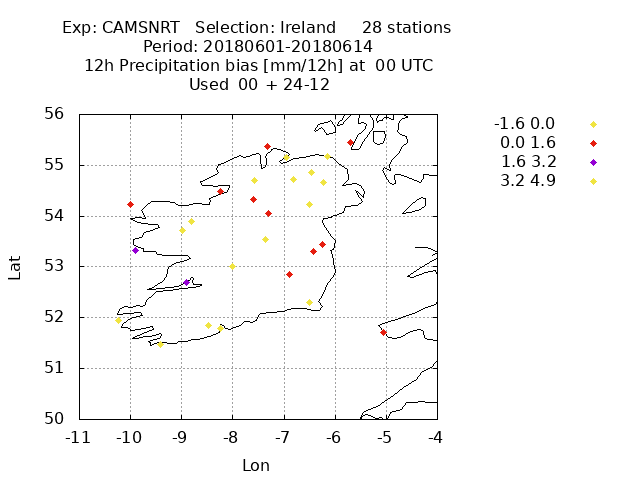 Exp: CAMSNRT   Selection: Ireland     28 stations
Period: 20180601-20180614
12h Precipitation bias [mm/12h] at  00 UTC
Used  00  + 24-12
-1.6 0.0
0.0 1.6
1.6 3.2
3.2 4.9
56
55
54
53
52
51
50
Lat
-11 -10 -9 -8 -7 -6 -5 -4
Lon